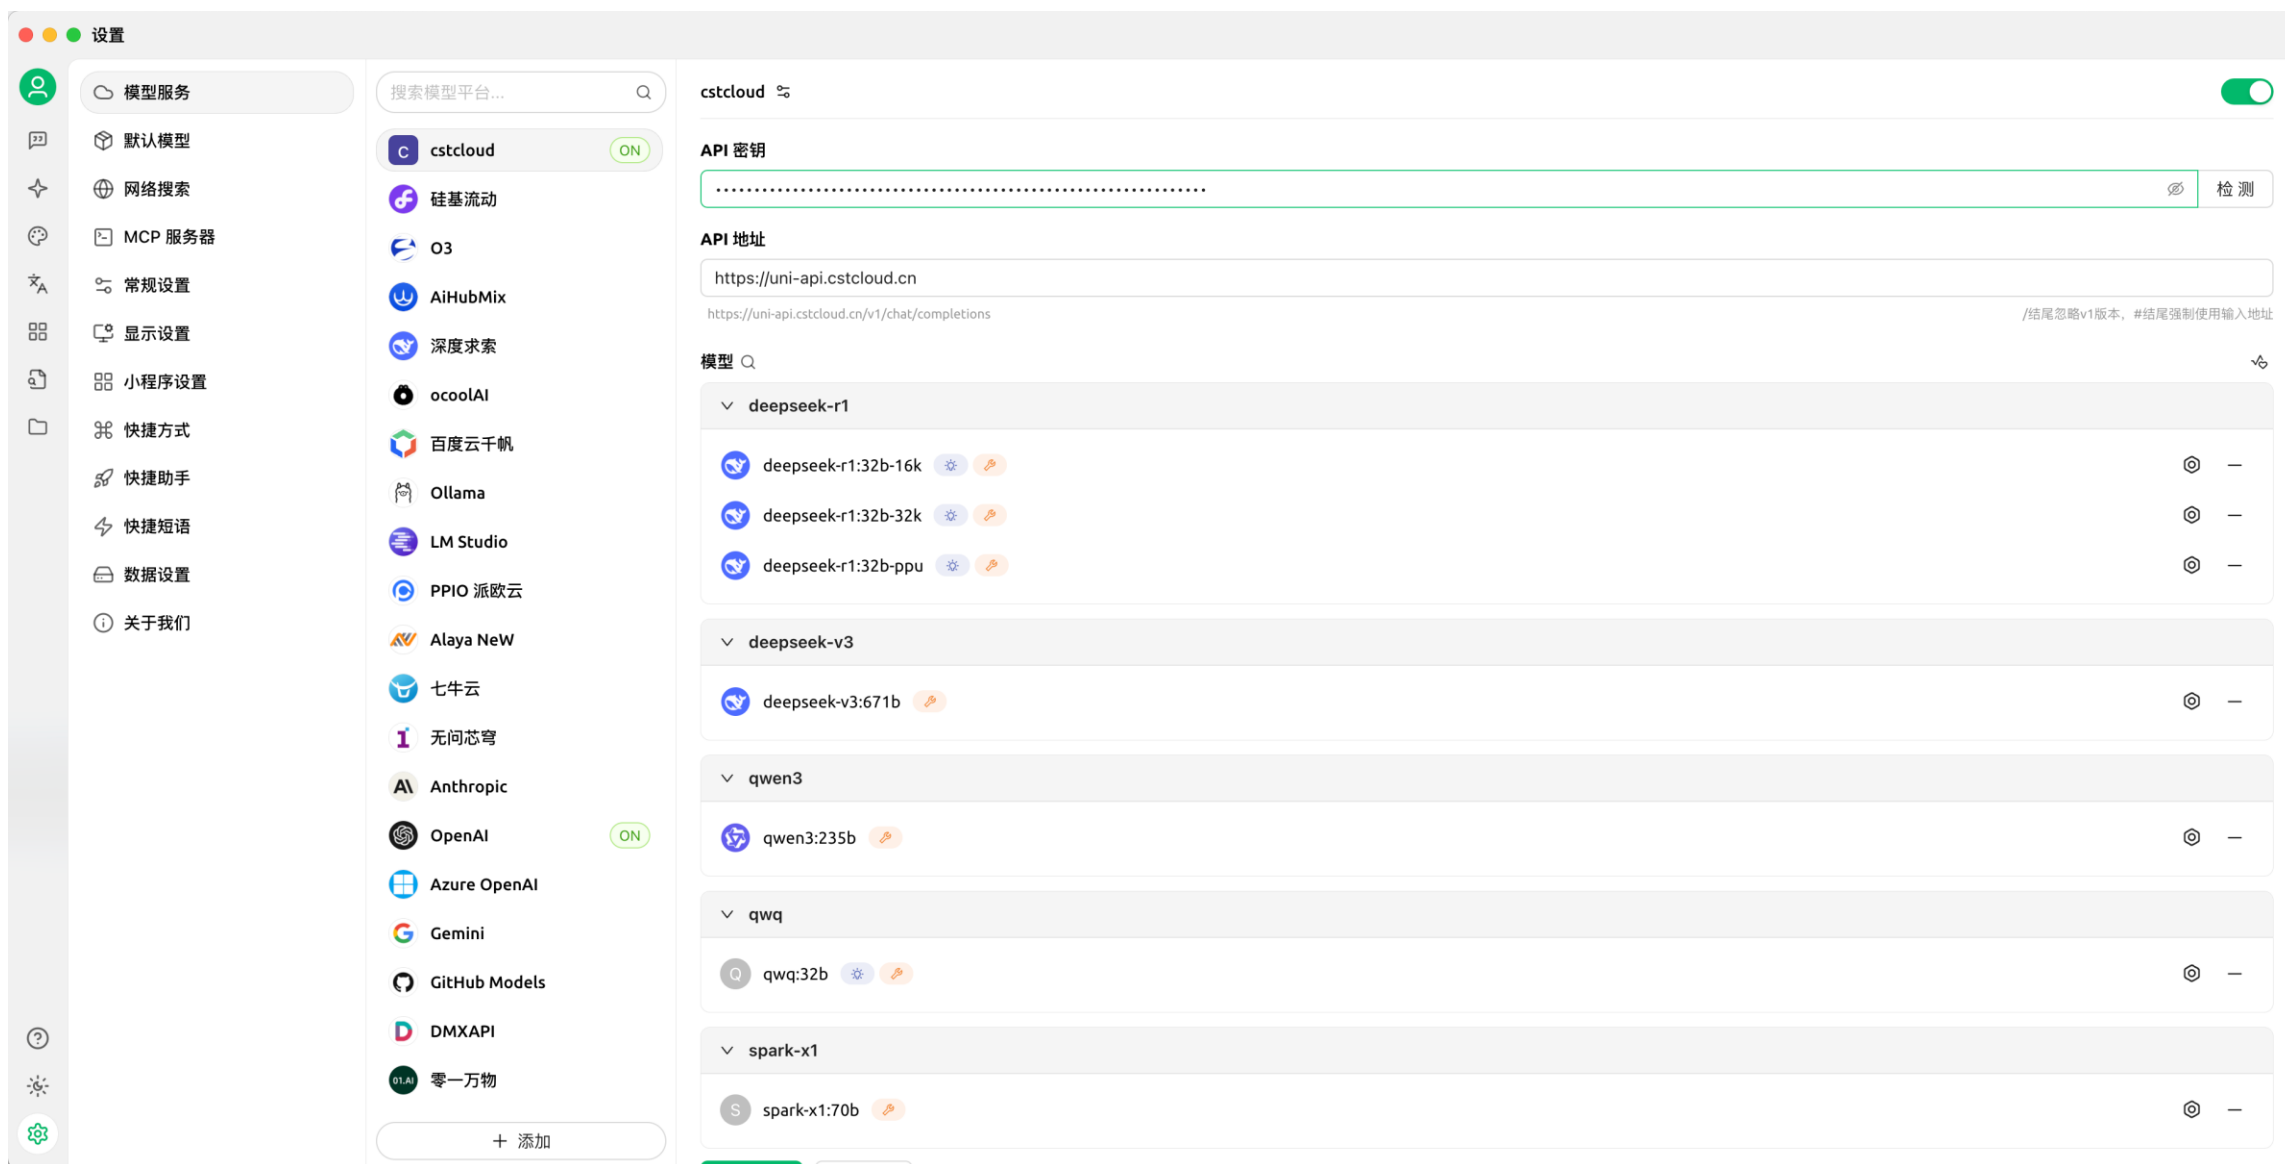 设置
模型服务
默认模型
网络搜索
MCP 服务器
常规设置
显示设置
小程序设置
快捷方式
快捷助手
快捷短语
数据设置
关于我们
搜索模型平台...
C cstcloud ON
硅基流动
O3
AiHubMix
深度求索
ocoolAI
百度云千帆
Ollama
LM Studio
PPIO 派欧云
Alaya NeW
七牛云
无问芯穹
Anthropic
OpenAI ON
Azure OpenAI
Gemini
GitHub Models
DMXAPI
01.AI 零一万物
添加
cstcloud
API 密钥
检 测
API 地址
https://uni-api.cstcloud.cn
https://uni-api.cstcloud.cn/v1/chat/completions /结尾忽略v1版本，#结尾强制使用输入地址
模型
deepseek-r1
deepseek-r1:32b-16k
deepseek-r1:32b-32k
deepseek-r1:32b-ppu
deepseek-v3
deepseek-v3:671b
qwen3
qwen3:235b
qwq
Q qwq:32b
spark-x1
S spark-x1:70b